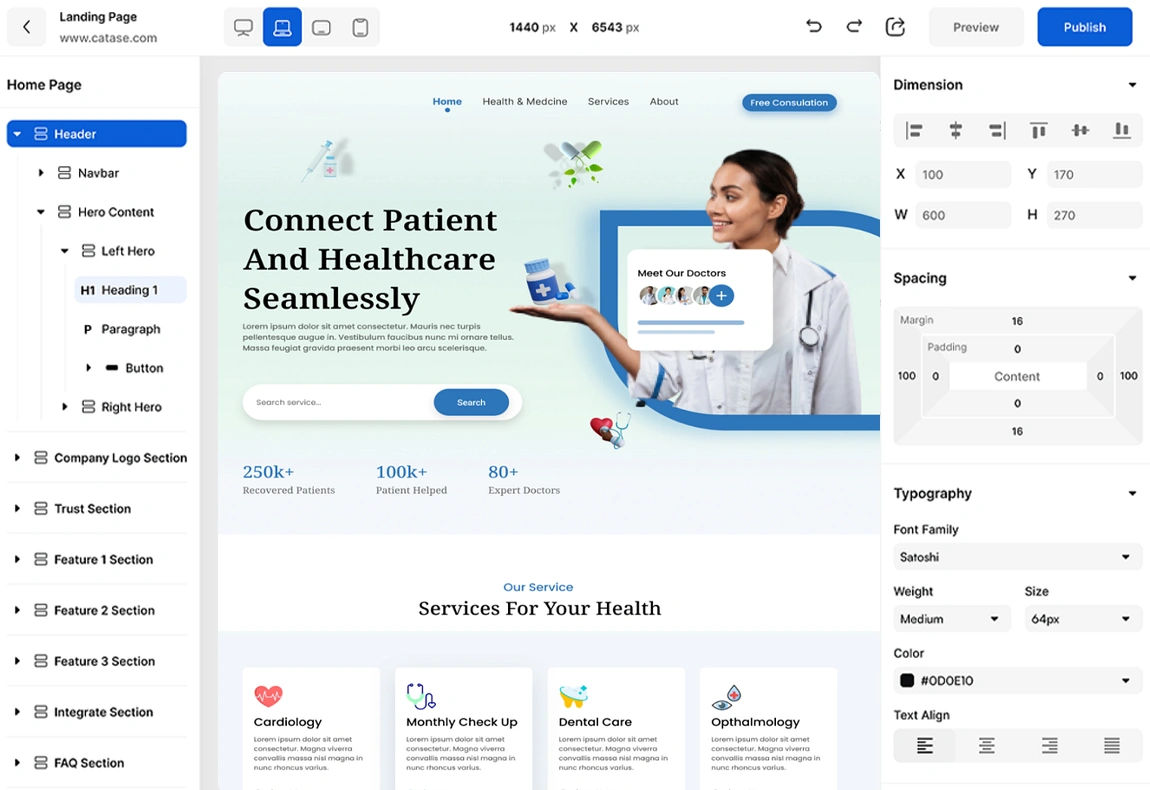 Landing Page
www.catase.com
1440 px X 6543 px
Preview
Publish
Home Page
Header
Navbar
Hero Content
Left Hero
H1 Heading 1
P Paragraph
Button
Right Hero
Company Logo Section
Trust Section
Feature 1 Section
Feature 2 Section
Feature 3 Section
Integrate Section
FAQ Section
Home
Health & Medcine
Services
About
Free Consulation
Connect Patient
And Healthcare
Seamlessly
Lorem ipsum dolor sit amet consectetur. Mauris nec turpis
pellentesque augue in. Vestibulum faucibus nunc mi ornare tellus.
Massa feugiat gravida praesent morbi leo arcu scelerisque.
Search service...
Search
Meet Our Doctors
250k+
Recovered Patients
100k+
Patient Helped
80+
Expert Doctors
Our Service
Services For Your Health
Cardiology
Lorem ipsum dolor sit amet
consectetur. Magna viverra
convallis massa nisl magna in
nunc rhoncus varius.
Monthly Check Up
Lorem ipsum dolor sit amet
consectetur. Magna viverra
convallis massa nisl magna in
nunc rhoncus varius.
Dental Care
Lorem ipsum dolor sit amet
consectetur. Magna viverra
convallis massa nisl magna in
nunc rhoncus varius.
Opthalmology
Lorem ipsum dolor sit amet
consectetur. Magna viverra
convallis massa nisl magna in
nunc rhoncus varius.
Dimension
X 100 Y 170
W 600 H 270
Spacing
Margin
16
Padding
0
100 0 Content 0 100
0
16
Typography
Font Family
Satoshi
Weight Size
Medium 64px
Color
#0D0E10
Text Align